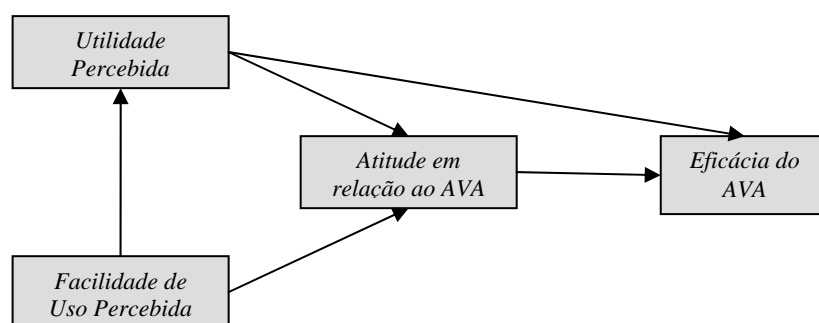 Utilidade
Percebida
Atitude em
relação ao AVA
Eficácia do
AVA
Facilidade de
Uso Percebida